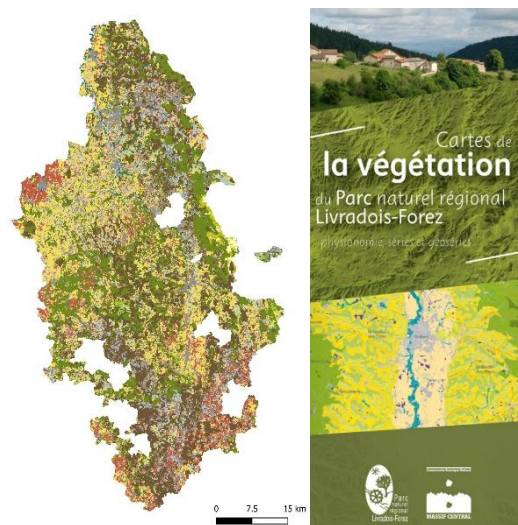 Cartes de
la végétation
du Parc naturel régional
Livradois-Forez
physionomie, séries et géoséries
0 7.5 15 km
Parc
naturel
régional
Livradois-Forez
MASSIF CENTRAL